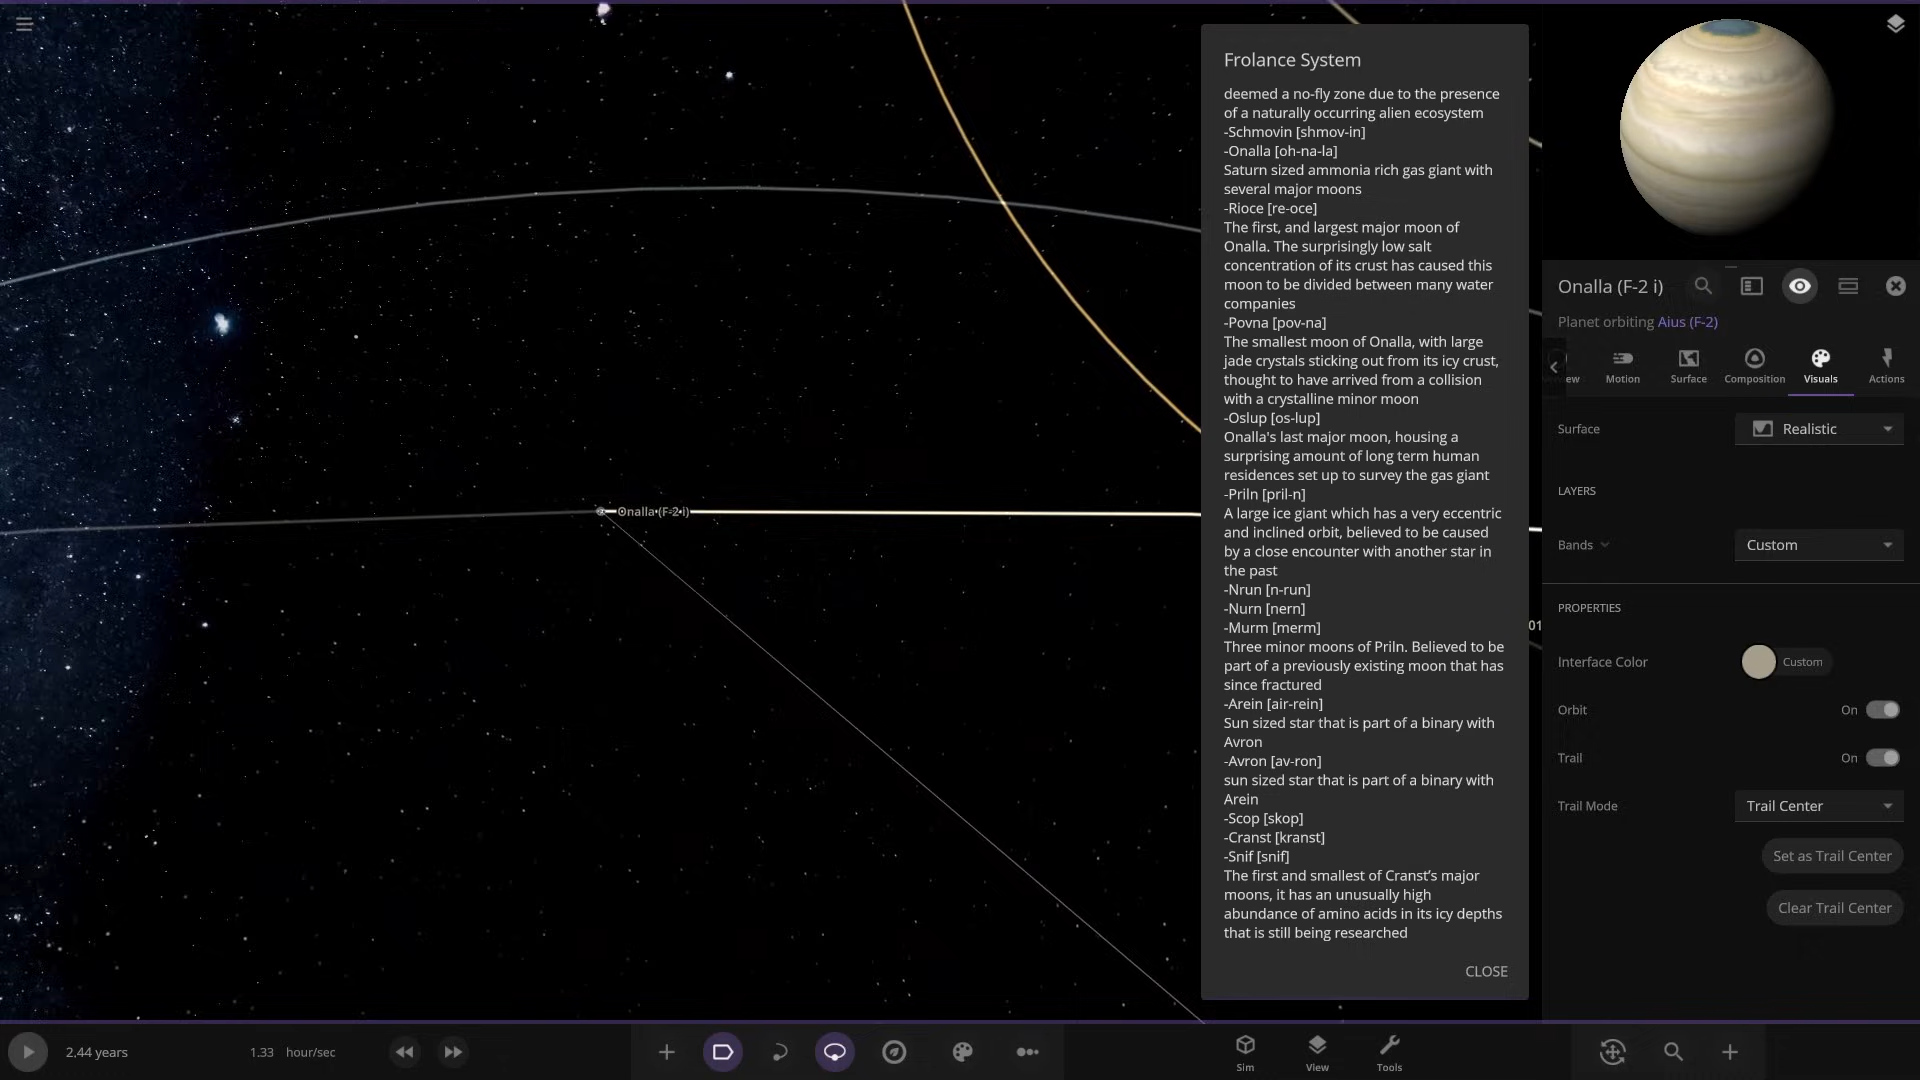 Frolance System
deemed a no-fly zone due to the presence
of a naturally occurring alien ecosystem
-Schmovin [shmov-in]
-Onalla [oh-na-la]
Saturn sized ammonia rich gas giant with
several major moons
-Rioce [re-oce]
The first, and largest major moon of
Onalla. The surprisingly low salt
concentration of its crust has caused this
moon to be divided between many water
companies
-Povna [pov-na]
The smallest moon of Onalla, with large
jade crystals sticking out from its icy crust,
thought to have arrived from a collision
with a crystalline minor moon
-Oslup [os-lup]
Onalla's last major moon, housing a
surprising amount of long term human
residences set up to survey the gas giant
-Priln [pril-n]
A large ice giant which has a very eccentric
and inclined orbit, believed to be caused
by a close encounter with another star in
the past
-Nrun [n-run]
-Nurn [nern]
-Murm [merm]
Three minor moons of Priln. Believed to be
part of a previously existing moon that has
since fractured
-Arein [air-rein]
Sun sized star that is part of a binary with
Avron
-Avron [av-ron]
sun sized star that is part of a binary with
Arein
-Scop [skop]
-Cranst [kranst]
-Snif [snif]
The first and smallest of Cranst’s major
moons, it has an unusually high
abundance of amino acids in its icy depths
that is still being researched
CLOSE
Onalla (F-2 i)
01
Onalla (F-2 i)
Planet orbiting Aius (F-2)
ew Motion Surface Composition Visuals Actions
Surface Realistic
LAYERS
Bands Custom
PROPERTIES
Interface Color Custom
Orbit On
Trail On
Trail Mode Trail Center
Set as Trail Center
Clear Trail Center
2.44 years 1.33 hour/sec
Sim View Tools